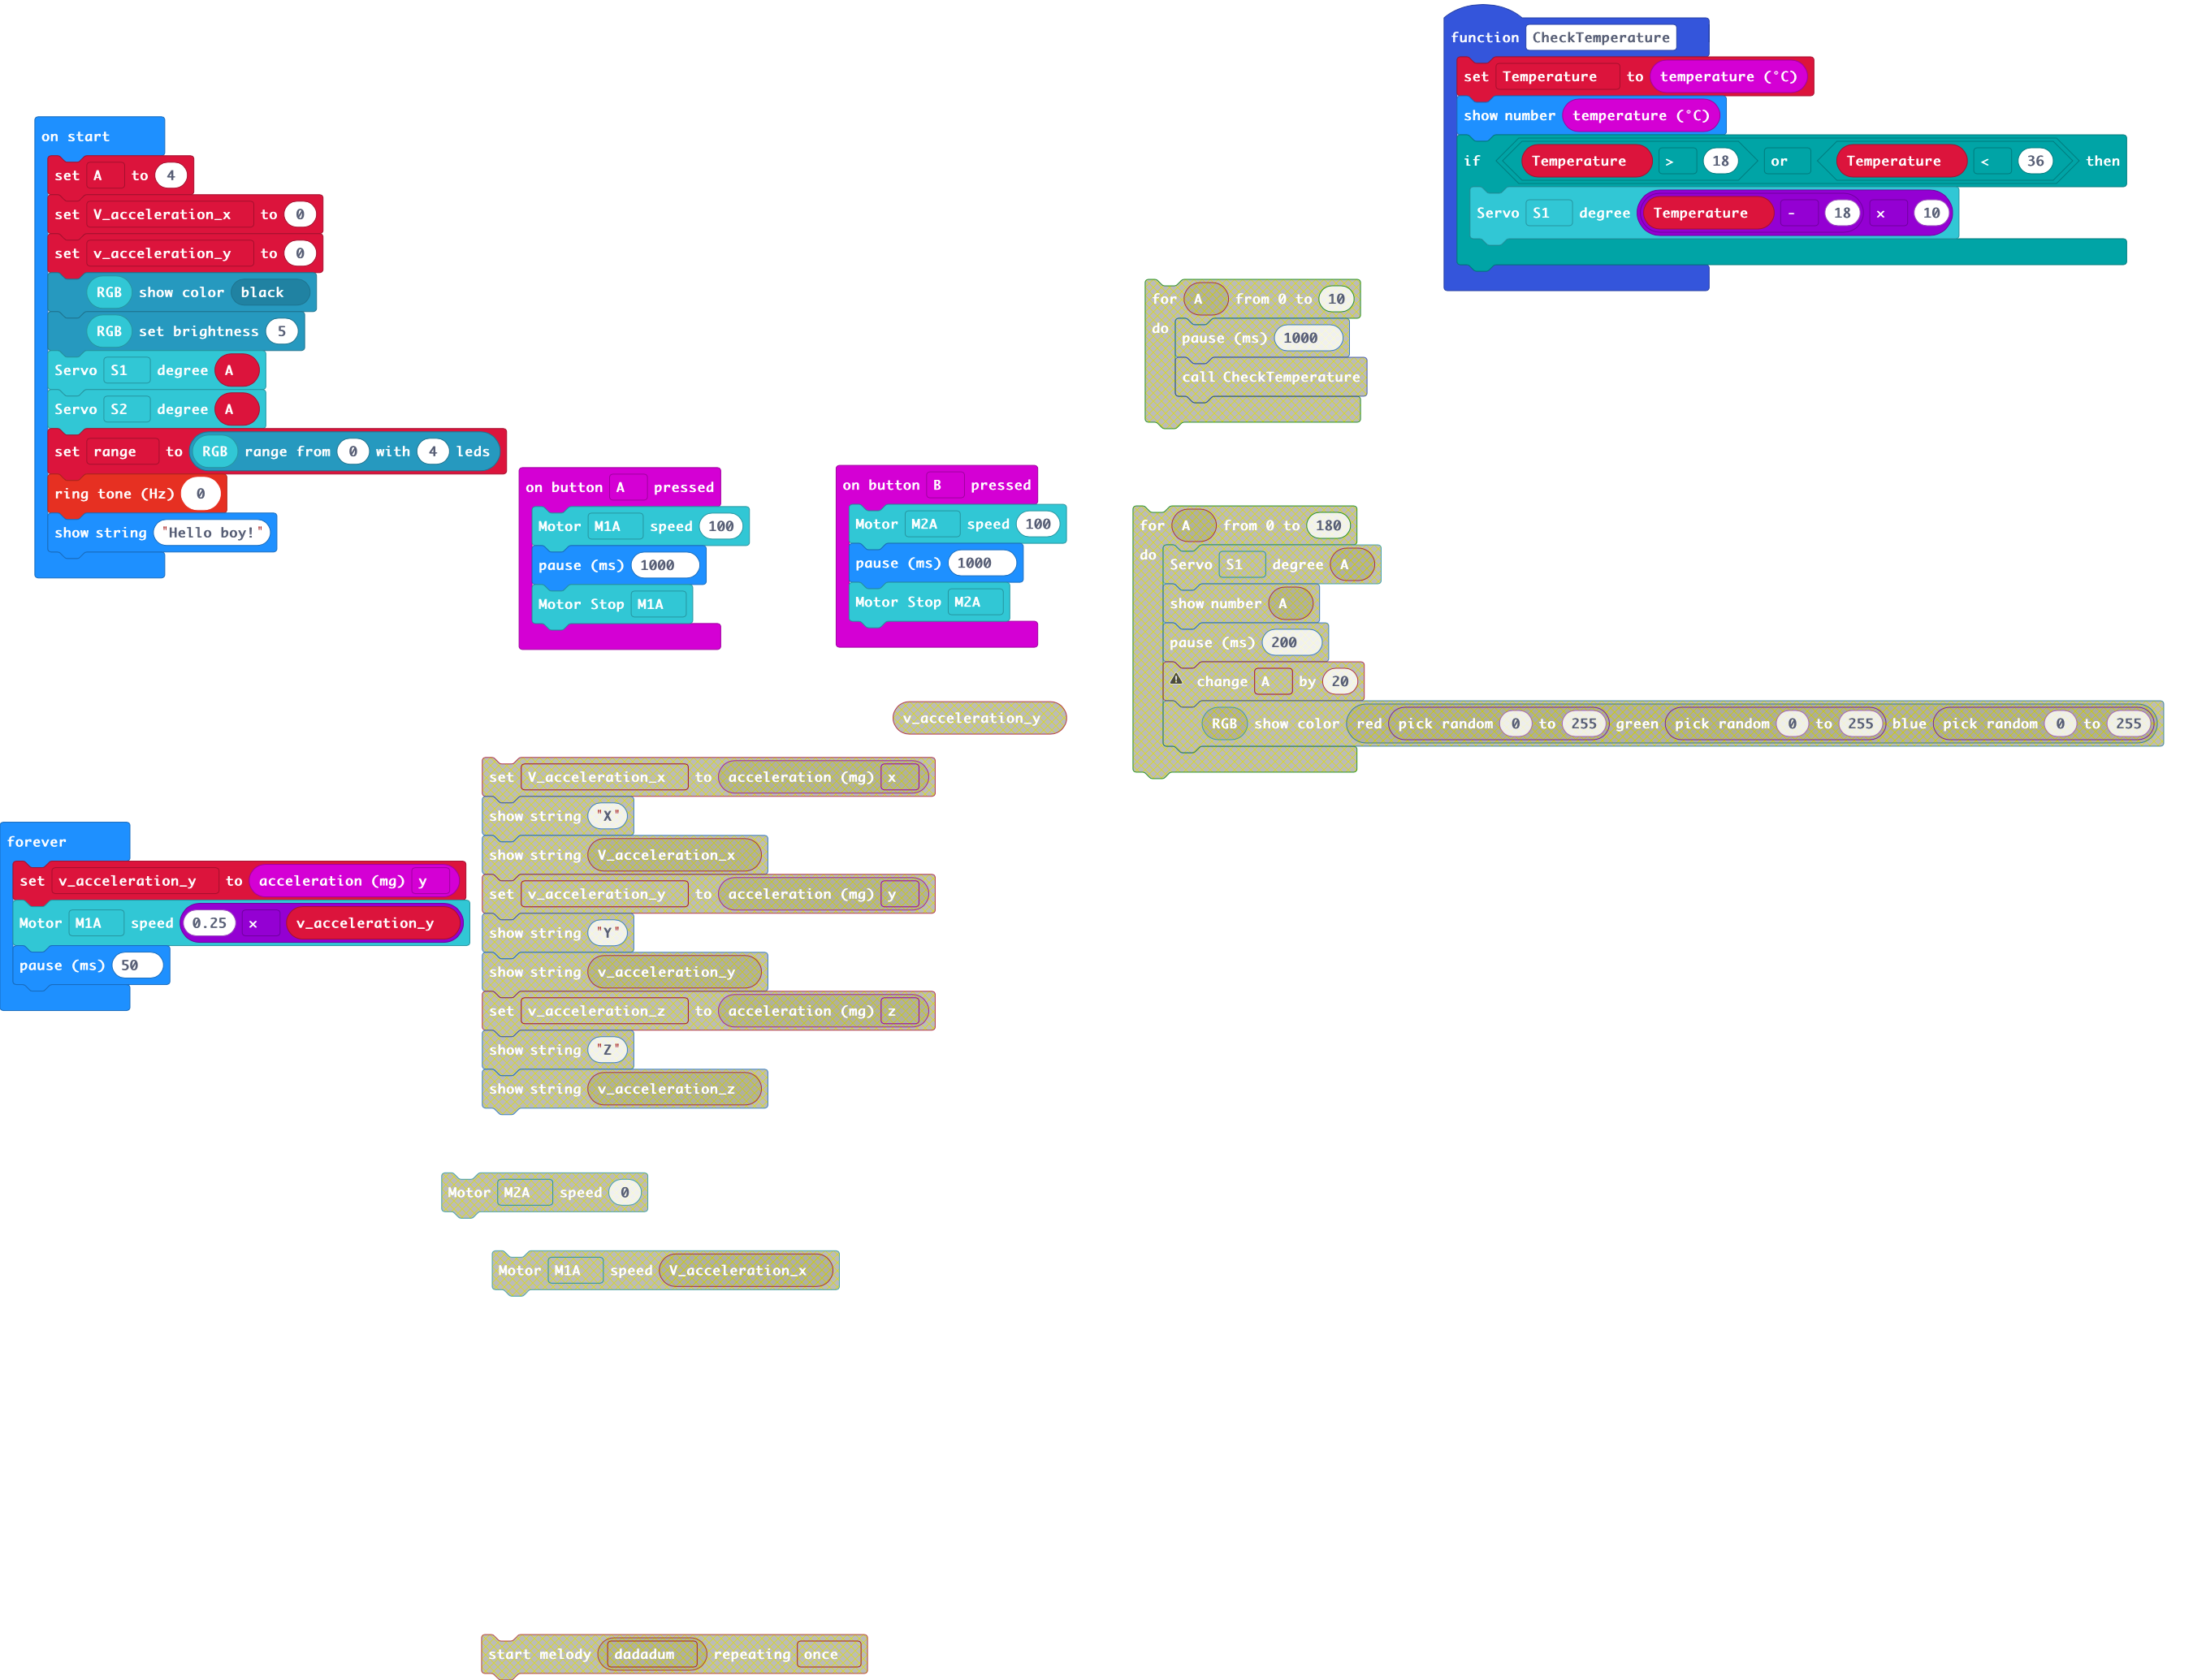 on start
set A to 4
set V_acceleration_x to 0
set v_acceleration_y to 0
RGB show color black
RGB set brightness 5
Servo S1 degree A
Servo S2 degree A
set range to RGB range from 0 with 4 leds
ring tone (Hz) 0
show string "Hello boy!"
on button A pressed
Motor M1A speed 100
pause (ms) 1000
Motor Stop M1A
on button B pressed
Motor M2A speed 100
pause (ms) 1000
Motor Stop M2A
function CheckTemperature
set Temperature to temperature (°C)
show number temperature (°C)
if Temperature > 18 or Temperature < 36 then
Servo S1 degree Temperature - 18 × 10
for A from 0 to 10
do
pause (ms) 1000
call CheckTemperature
for A from 0 to 180
do
Servo S1 degree A
show number A
pause (ms) 200
change A by 20
RGB show color red pick random 0 to 255 green pick random 0 to 255 blue pick random 0 to 255
v_acceleration_y
forever
set v_acceleration_y to acceleration (mg) y
Motor M1A speed 0.25 × v_acceleration_y
pause (ms) 50
set V_acceleration_x to acceleration (mg) x
show string "X"
show string V_acceleration_x
set v_acceleration_y to acceleration (mg) y
show string "Y"
show string v_acceleration_y
set v_acceleration_z to acceleration (mg) z
show string "Z"
show string v_acceleration_z
Motor M2A speed 0
Motor M1A speed V_acceleration_x
start melody dadadum repeating once